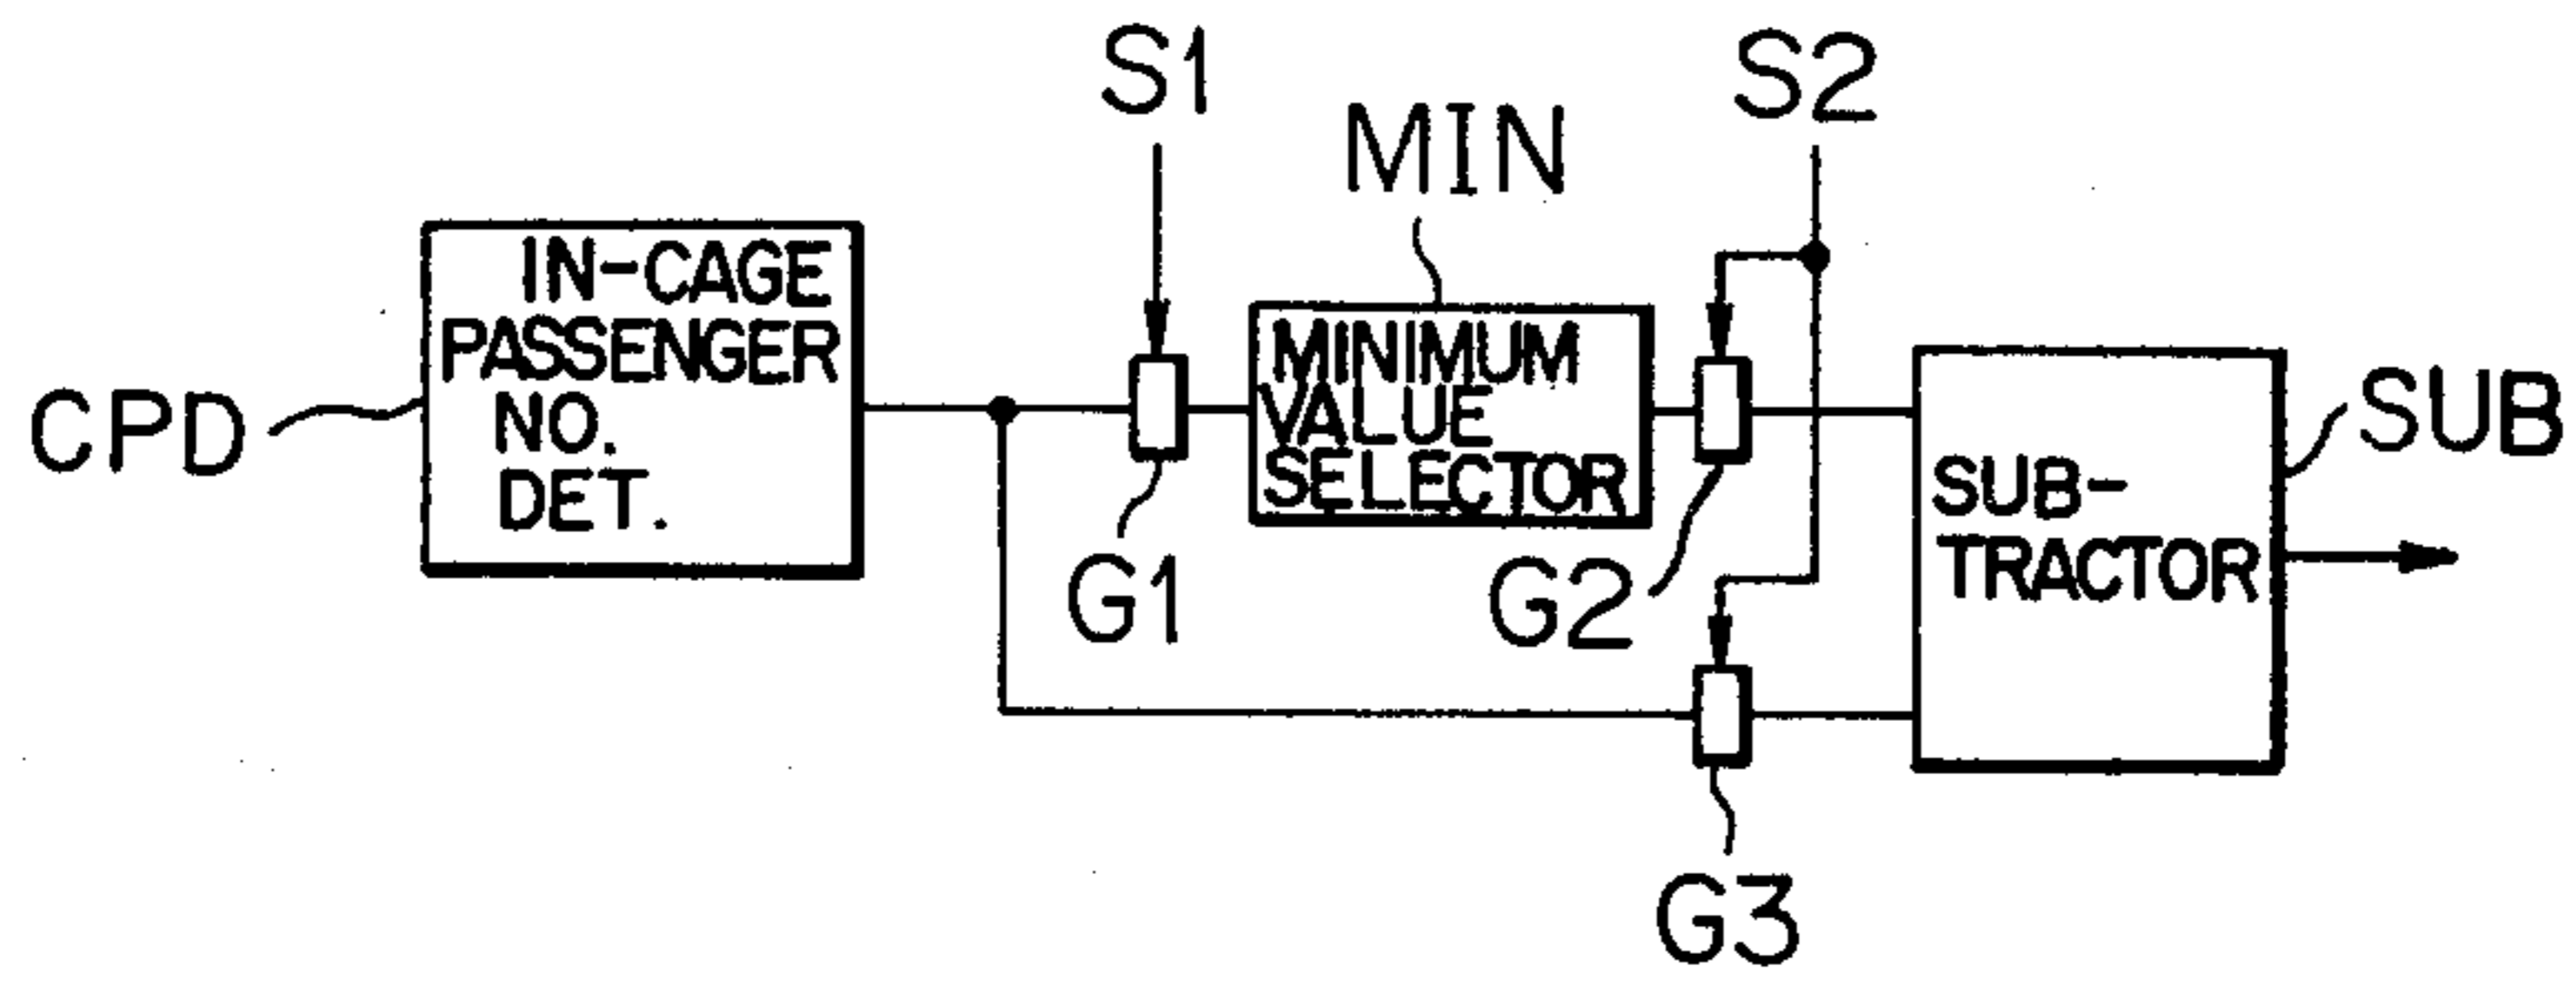 S1
S2
MIN
IN-CAGE
PASSENGER
NO.
DET.
CPD
MINIMUM
VALUE
SELECTOR
SUB
SUB-
TRACTOR
G1
G2
G3